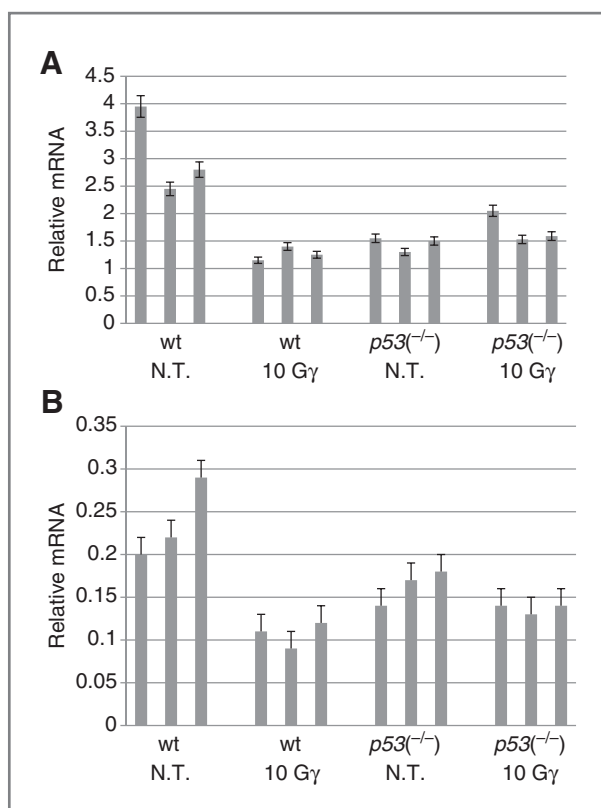 A
Relative mRNA
4.5
4
3.5
3
2.5
2
1.5
1
0.5
0
wt wt p53(−/−) p53(−/−)
N.T. 10 Gγ N.T. 10 Gγ
B
Relative mRNA
0.35
0.3
0.25
0.2
0.15
0.1
0.05
0
wt wt p53(−/−) p53(−/−)
N.T. 10 Gγ N.T. 10 Gγ